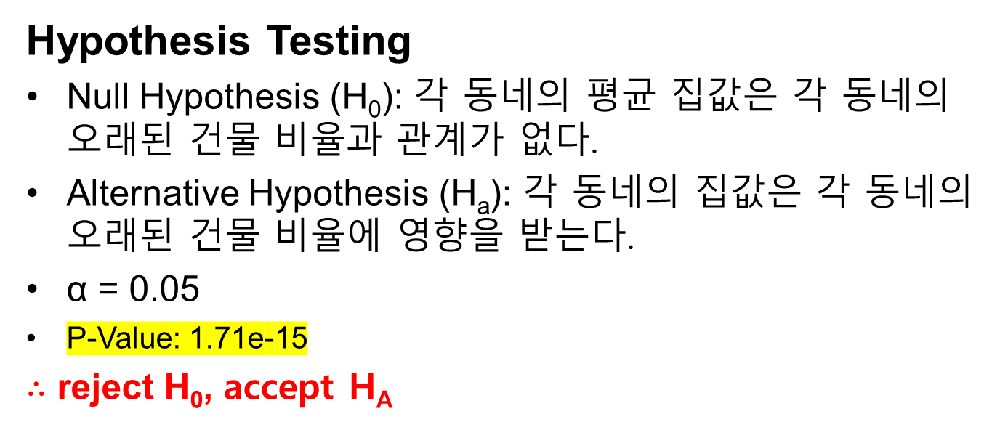 Hypothesis Testing
• Null Hypothesis (H₀): 각 동네의 평균 집값은 각 동네의
오래된 건물 비율과 관계가 없다.
• Alternative Hypothesis (Hₐ): 각 동네의 집값은 각 동네의
오래된 건물 비율에 영향을 받는다.
• α = 0.05
• P-Value: 1.71e-15
∴ reject H₀, accept H_A